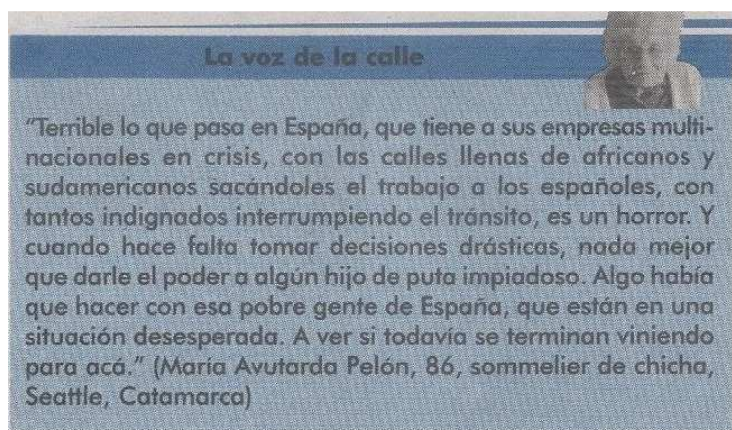 La voz de la calle
“Terrible lo que pasa en España, que tiene a sus empresas multi-
nacionales en crisis, con las calles llenas de africanos y
sudamericanos sacándoles el trabajo a los españoles, con
tantos indignados interrumpiendo el tránsito, es un horror. Y
cuando hace falta tomar decisiones drásticas, nada mejor
que darle el poder a algún hijo de puta impiadoso. Algo había
que hacer con esa pobre gente de España, que están en una
situación desesperada. A ver si todavía se terminan viniendo
para acá.” (María Avutarda Pelón, 86, sommelier de chicha,
Seattle, Catamarca)